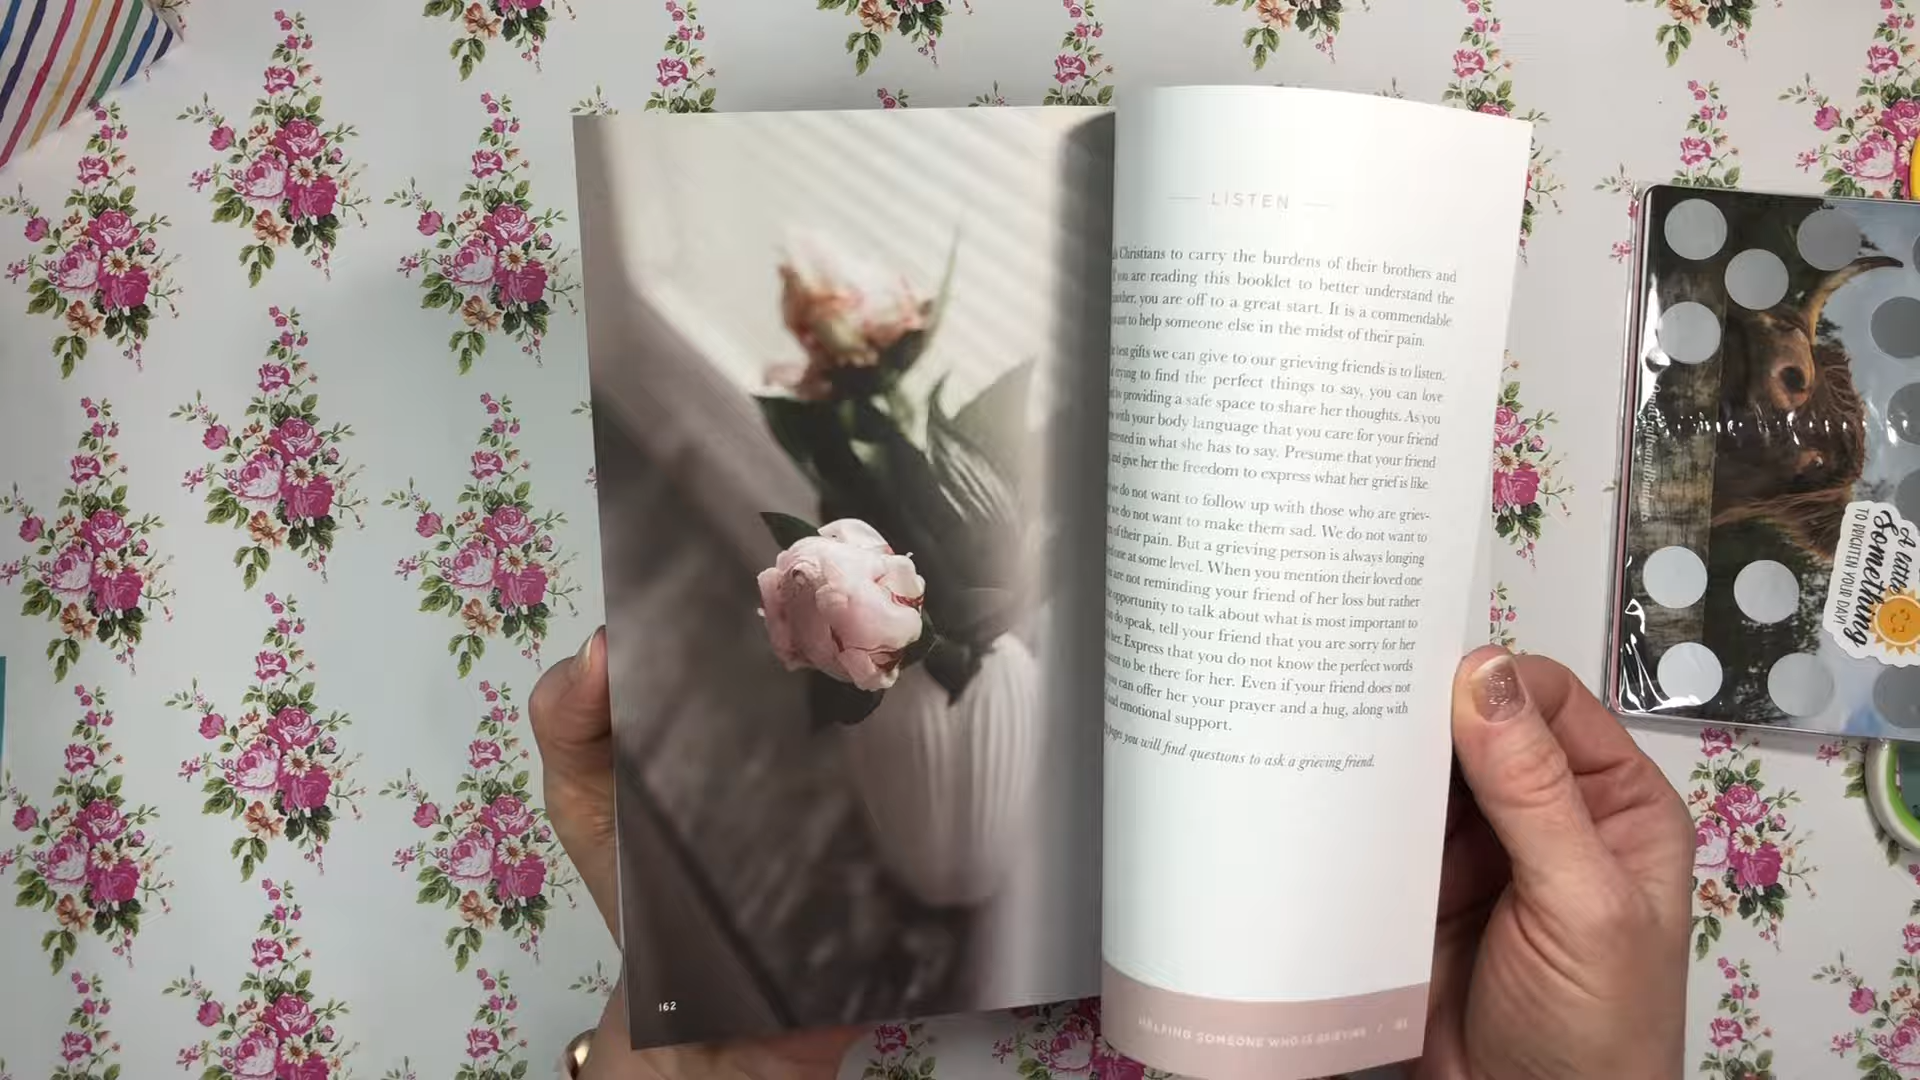 162
LISTEN
Christians to carry the burdens of their brothers and
you are reading this booklet to better understand the
you are off to a great start. It is a commendable
to help someone else in the midst of their pain.
best gifts we can give to our grieving friends is to listen.
trying to find the perfect things to say, you can love
providing a safe space to share her thoughts. As you
with your body language that you care for your friend
in what she has to say. Presume that your friend
and give her the freedom to express what her grief is like.
we do not want to follow up with those who are griev-
we do not want to make them sad. We do not want to
of their pain. But a grieving person is always longing
one at some level. When you mention their loved one
are not reminding your friend of her loss but rather
opportunity to talk about what is most important to
do speak, tell your friend that you are sorry for her
her. Express that you do not know the perfect words
to be there for her. Even if your friend does not
you can offer her your prayer and a hug, along with
and emotional support.
pages you will find questions to ask a grieving friend.
HELPING SOMEONE WHO IS GRIEVING /
A little
Something
TO BRIGHTEN YOUR DAY!